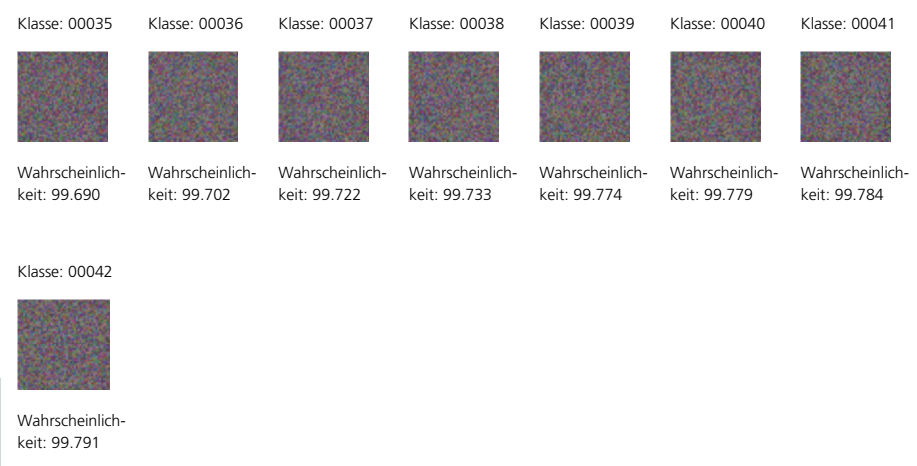 Klasse: 00035 Klasse: 00036 Klasse: 00037 Klasse: 00038 Klasse: 00039 Klasse: 00040 Klasse: 00041
Wahrscheinlich- Wahrscheinlich- Wahrscheinlich- Wahrscheinlich- Wahrscheinlich- Wahrscheinlich- Wahrscheinlich-
keit: 99.690 keit: 99.702 keit: 99.722 keit: 99.733 keit: 99.774 keit: 99.779 keit: 99.784
Klasse: 00042
Wahrscheinlich-
keit: 99.791